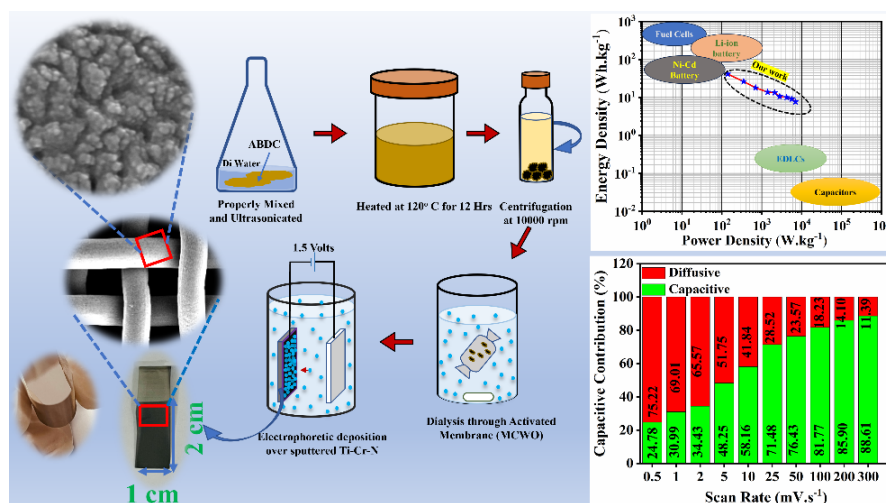 ABDC
Di Water
Properly Mixed
and Ultrasonicated
Heated at 120° C for 12 Hrs
Centrifugation
at 10000 rpm
1.5 Volts
Electrophoretic deposition
over sputtered Ti-Cr-N
Dialysis through Activated
Membrane (MCWO)
2 cm
1 cm
Energy Density (Wh.kg⁻¹)
10³
10²
10¹
10⁰
10⁻¹
10⁻²
Fuel Cells
Li-ion
battery
Ni-Cd
Battery
Our work
EDLCs
Capacitors
10⁰ 10¹ 10² 10³ 10⁴ 10⁵ 10⁶
Power Density (W.kg⁻¹)
Capacitive Contribution (%)
Diffusive
Capacitive
120
100
80
60
40
20
0
75.22 69.01 65.57 51.75 41.84 28.52 23.57 18.23 14.10 11.39
24.78 30.99 34.43 48.25 58.16 71.48 76.43 81.77 85.90 88.61
0.5 1 2 5 10 25 50 100 200 300
Scan Rate (mV.s⁻¹)